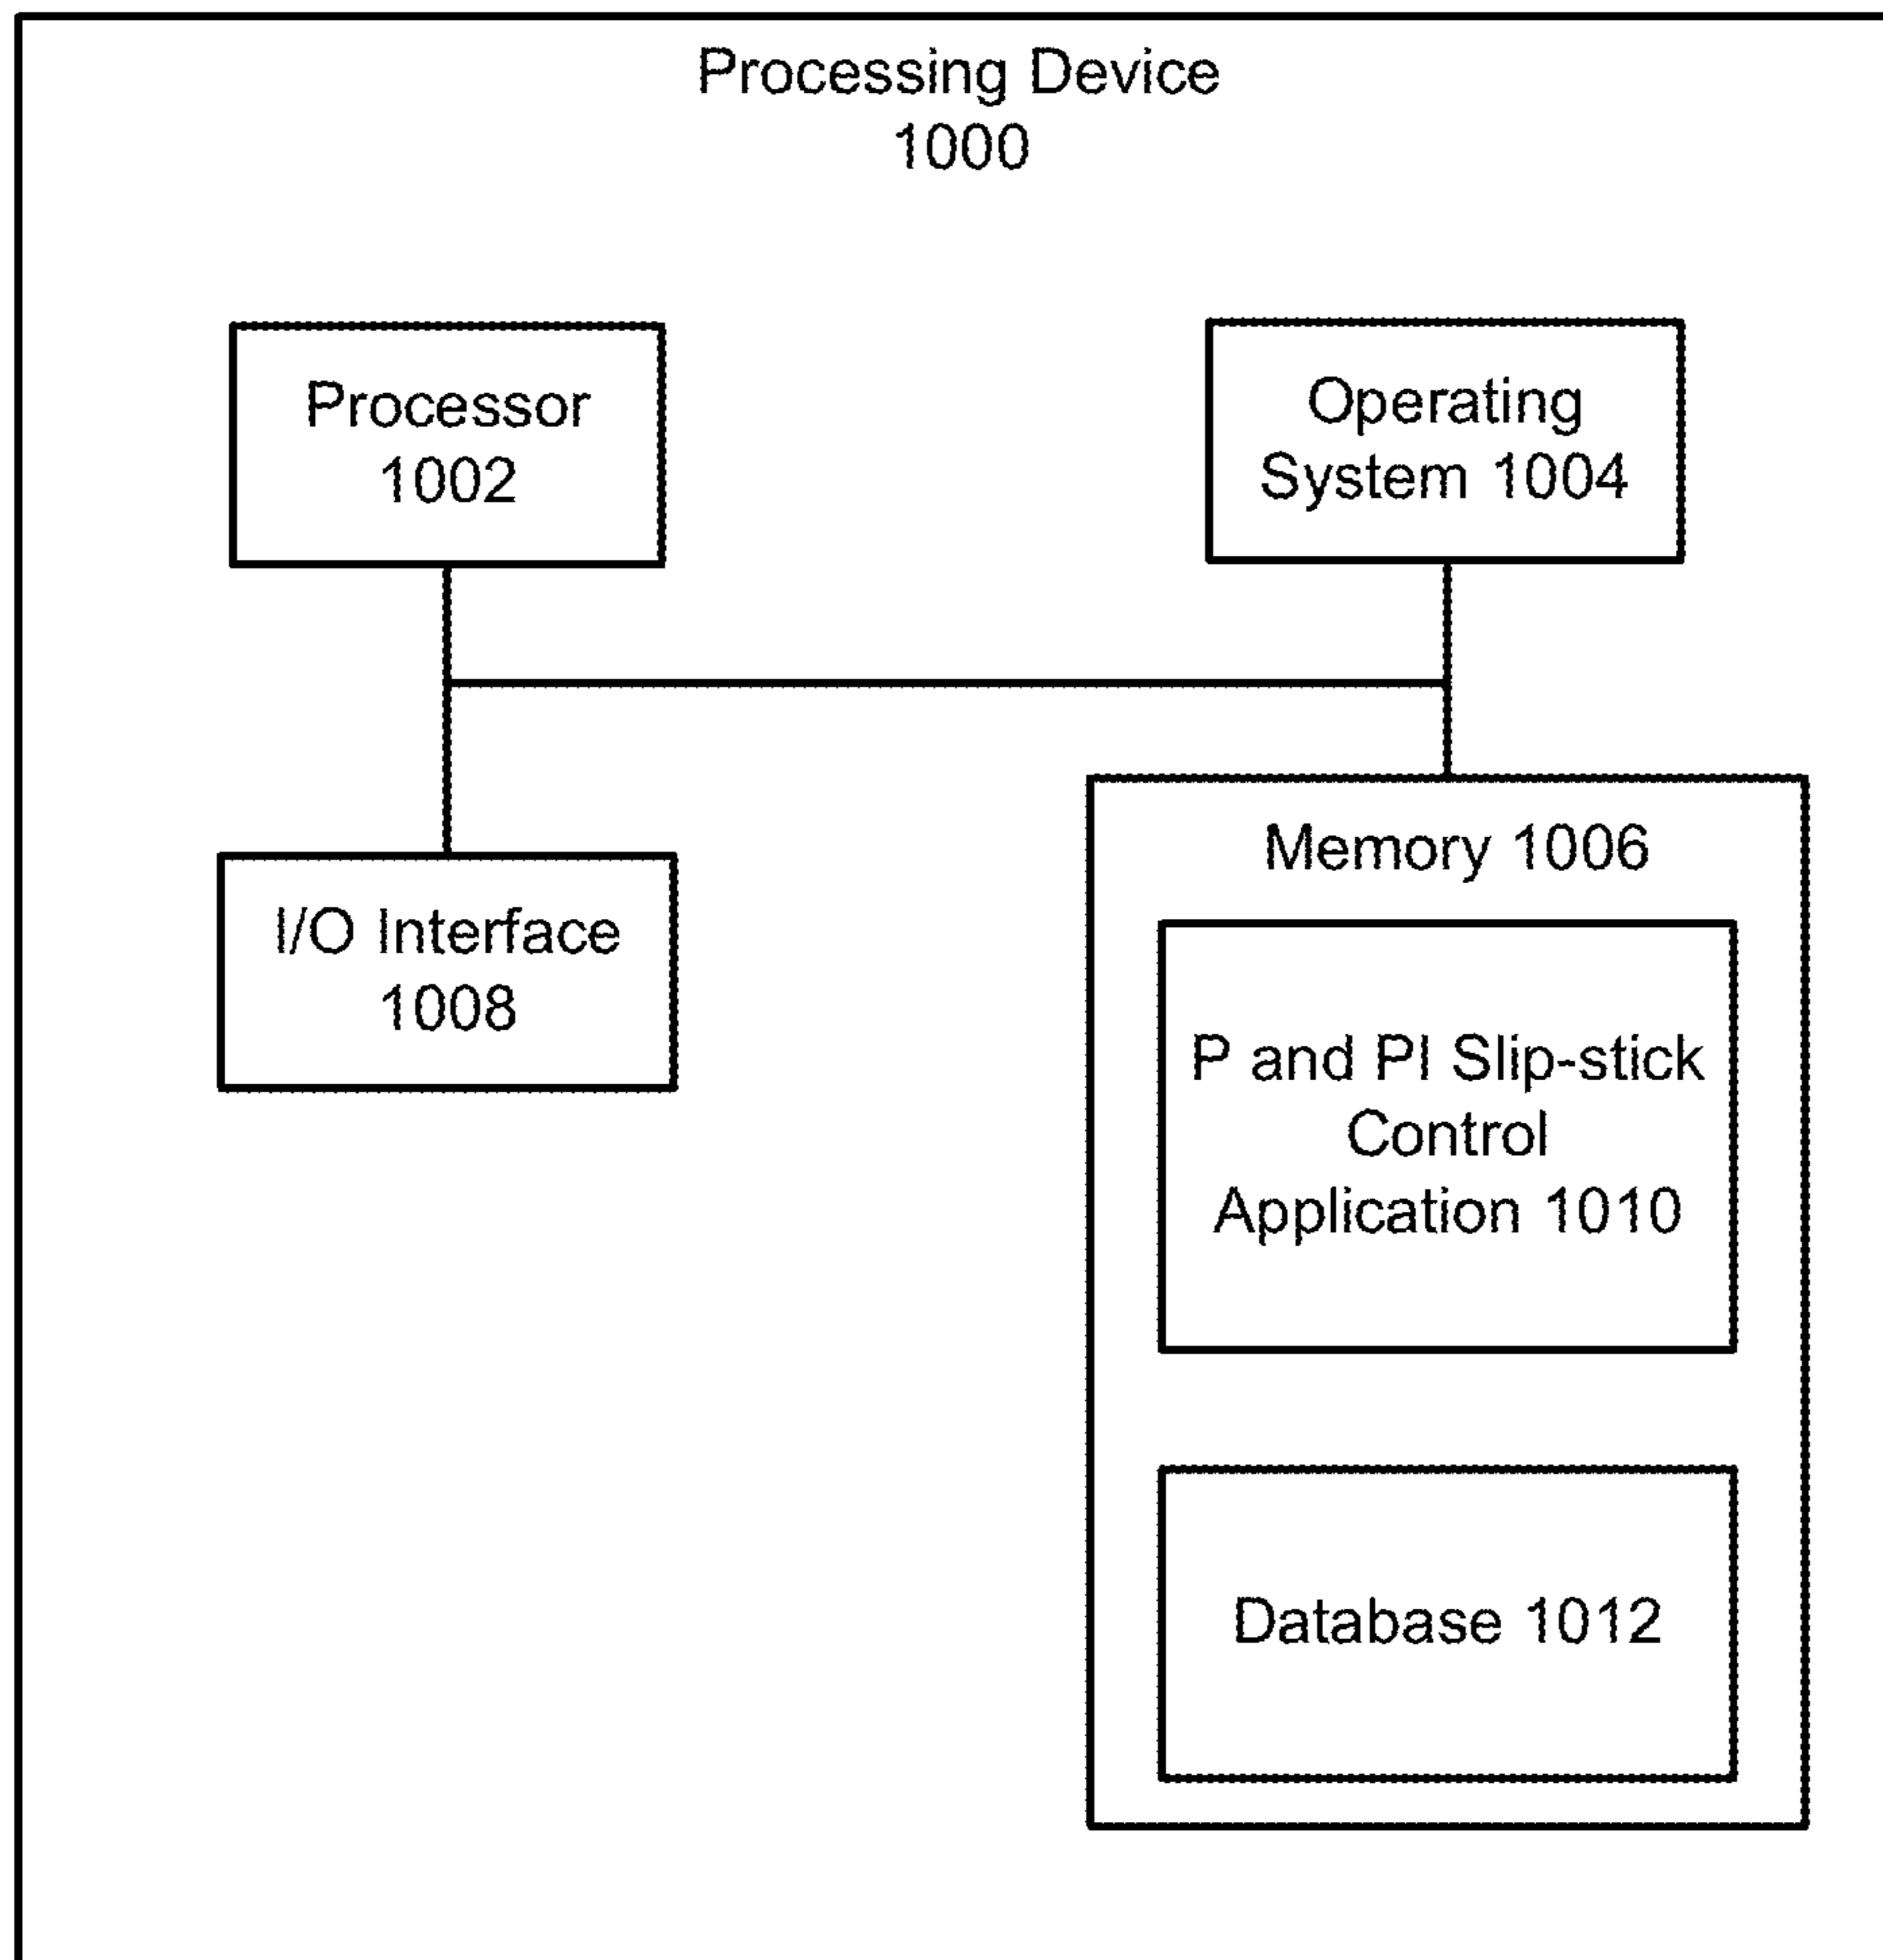 Processing Device
1000
Processor
1002
Operating
System 1004
I/O Interface
1008
Memory 1006
P and PI Slip-stick
Control
Application 1010
Database 1012